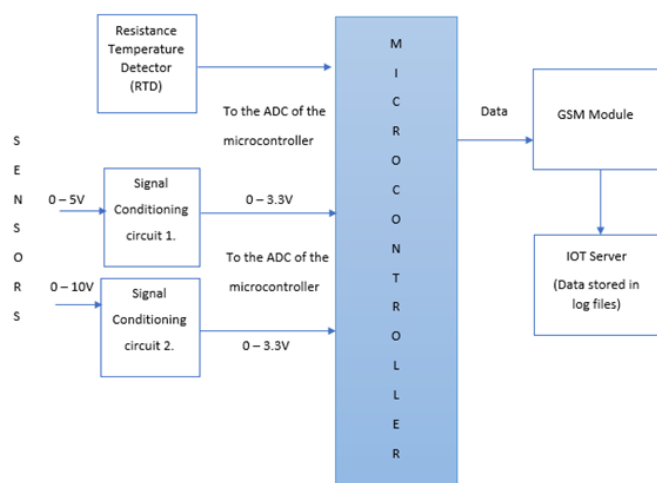 Resistance
Temperature
Detector
(RTD)
To the ADC of the
microcontroller
SENSORS
0 – 5V
Signal
Conditioning
circuit 1.
0 – 3.3V
To the ADC of the
microcontroller
0 – 10V
Signal
Conditioning
circuit 2.
0 – 3.3V
MICROCONTROLLER
Data
GSM Module
IOT Server
(Data stored in
log files)